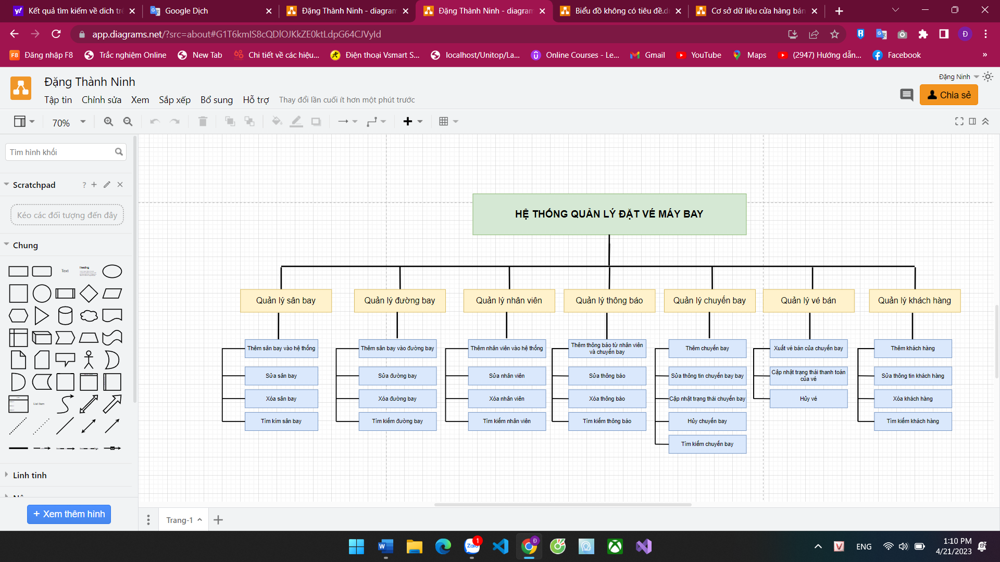 Kết quả tìm kiếm về dich trê
Google Dịch
Đặng Thành Ninh - diagram
Đặng Thành Ninh - diagram
Biểu đồ không có tiêu đề.d
Cơ sở dữ liệu cửa hàng bán
app.diagrams.net/?src=about#G1T6kmIS8cQDlOJKkZE0ktLdpG64CJVyId
Đ
F8 Đăng nhập F8
Trắc nghiệm Online
New Tab
Chi tiết về các hiệu...
Điện thoại Vsmart S...
localhost/Unitop/La...
Online Courses - Le...
Gmail
YouTube
Maps
(2947) Hướng dẫn...
Facebook
»
Đặng Thành Ninh
Đặng Ninh
Tập tin Chỉnh sửa Xem Sắp xếp Bổ sung Hỗ trợ Thay đổi lần cuối ít hơn một phút trước
Chia sẻ
70%
Tìm hình khối
Scratchpad ?
Kéo các đối tượng đến đây
Chung
Text
Heading
List Item
Linh tinh
+ Xem thêm hình
HỆ THỐNG QUẢN LÝ ĐẶT VÉ MÁY BAY
Quản lý sân bay
Quản lý đường bay
Quản lý nhân viên
Quản lý thông báo
Quản lý chuyến bay
Quản lý vé bán
Quản lý khách hàng
Thêm sân bay vào hệ thống
Thêm sân bay vào đường bay
Thêm nhân viên vào hệ thống
Thêm thông báo từ nhân viên
và chuyến bay
Thêm chuyến bay
Xuất vé bán của chuyến bay
Thêm khách hàng
Sửa sân bay
Sửa đường bay
Sửa nhân viên
Sửa thông báo
Sửa thông tin chuyến bay bay
Cập nhật trạng thái thanh toán
của vé
Sửa thông tin khách hàng
Xóa sân bay
Xóa đường bay
Xóa nhân viên
Xóa thông báo
Cập nhật trạng thái chuyến bay
Hủy vé
Xóa khách hàng
Tìm kím sân bay
Tìm kiếm đường bay
Tìm kiếm nhân viên
Tìm kiếm thông báo
Hủy chuyến bay
Tìm kiếm khách hàng
Tìm kiếm chuyến bay
Trang-1
Zalo
1
Đ
V
ENG
1:10 PM
4/21/2023